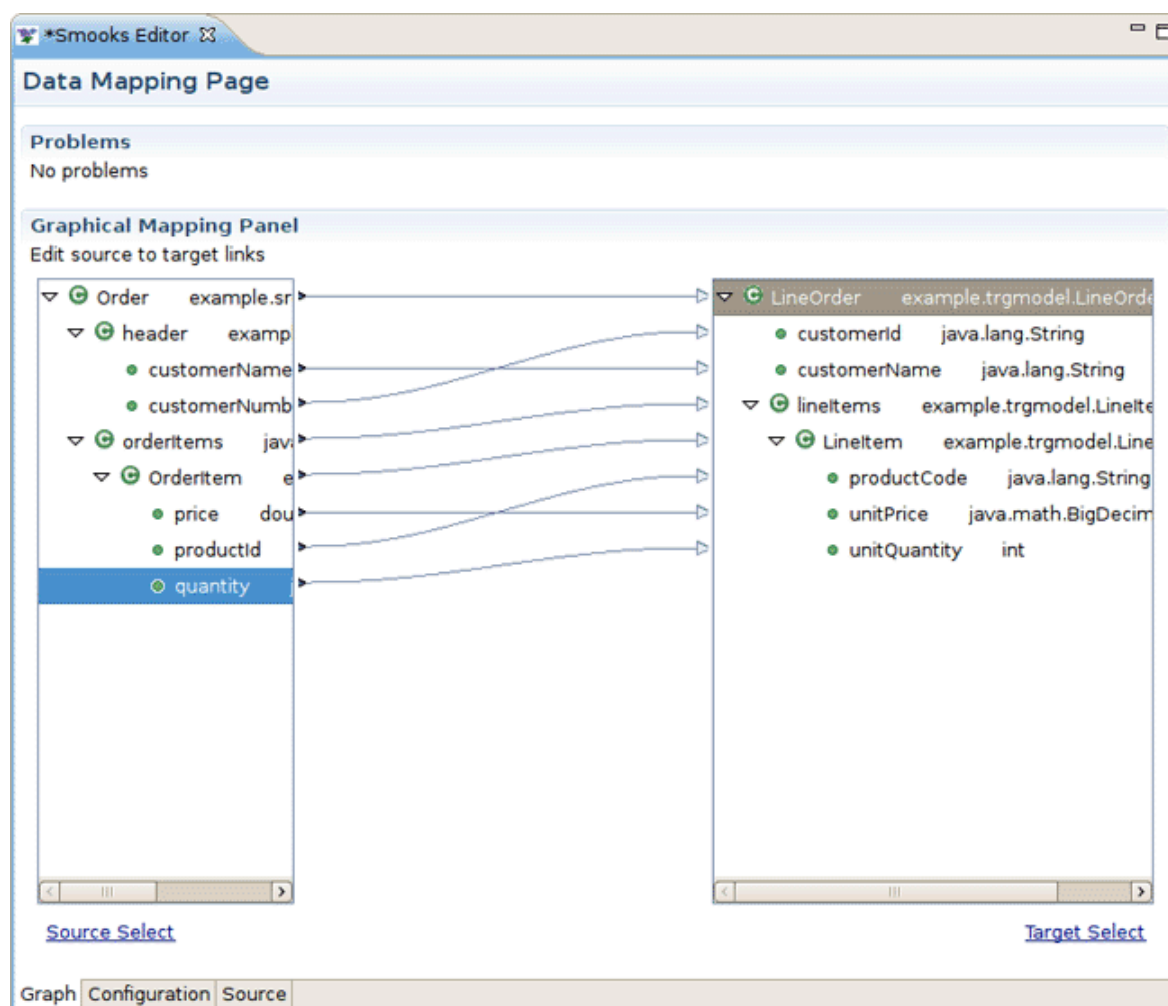 *Smooks Editor
Data Mapping Page
Problems
No problems
Graphical Mapping Panel
Edit source to target links
Order example.sr
header examp
customerName
customerNumb
orderItems jav
OrderItem e
price dou
productId
quantity j
LineOrder example.trgmodel.LineOrde
customerId java.lang.String
customerName java.lang.String
lineItems example.trgmodel.LineIte
LineItem example.trgmodel.Line
productCode java.lang.String
unitPrice java.math.BigDecim
unitQuantity int
Source Select
Target Select
Graph Configuration Source